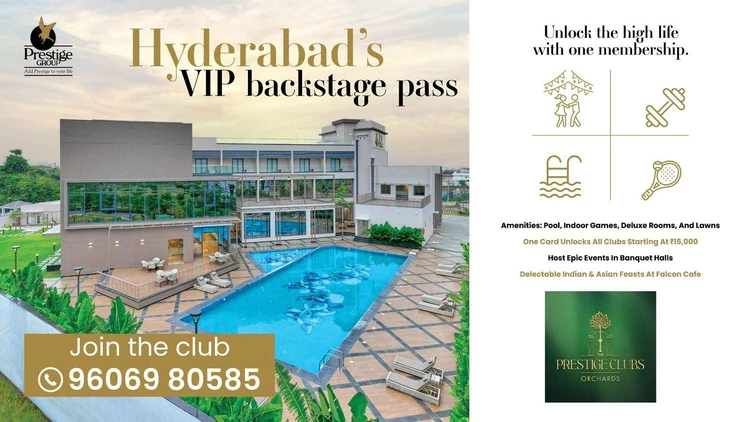 Prestige
GROUP
Add Prestige to your life
Hyderabad's
VIP backstage pass
Join the club
96069 80585
Unlock the high life
with one membership.
Amenities: Pool, Indoor Games, Deluxe Rooms, And Lawns
One Card Unlocks All Clubs Starting At ₹15,000
Host Epic Events In Banquet Halls
Delectable Indian & Asian Feasts At Falcon Cafe
THE
PRESTIGE CLUBS
ORCHARDS